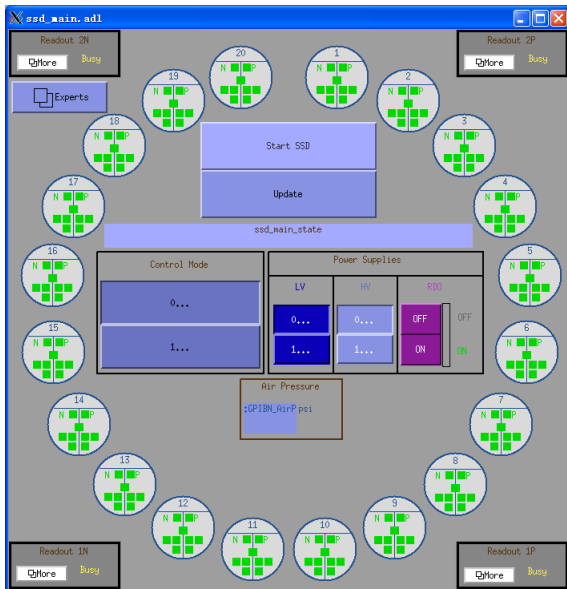 ssd_main.adl
Readout 2N
More Busy
Readout 2P
More Busy
Experts
20
N P
1
N P
19
N P
2
N P
18
N P
3
N P
Start SSD
Update
17
N P
4
N P
ssd_main_state
16
N P
5
N P
Control Mode
0...
1...
Power Supplies
LV HV RDO
0... 0... OFF OFF
1... 1... ON ON
15
N P
6
N P
Air Pressure
:GPIBN_AirP psi
14
N P
7
N P
13
N P
8
N P
12
N P
9
N P
11
N P
10
N P
Readout 1N
More Busy
Readout 1P
More Busy